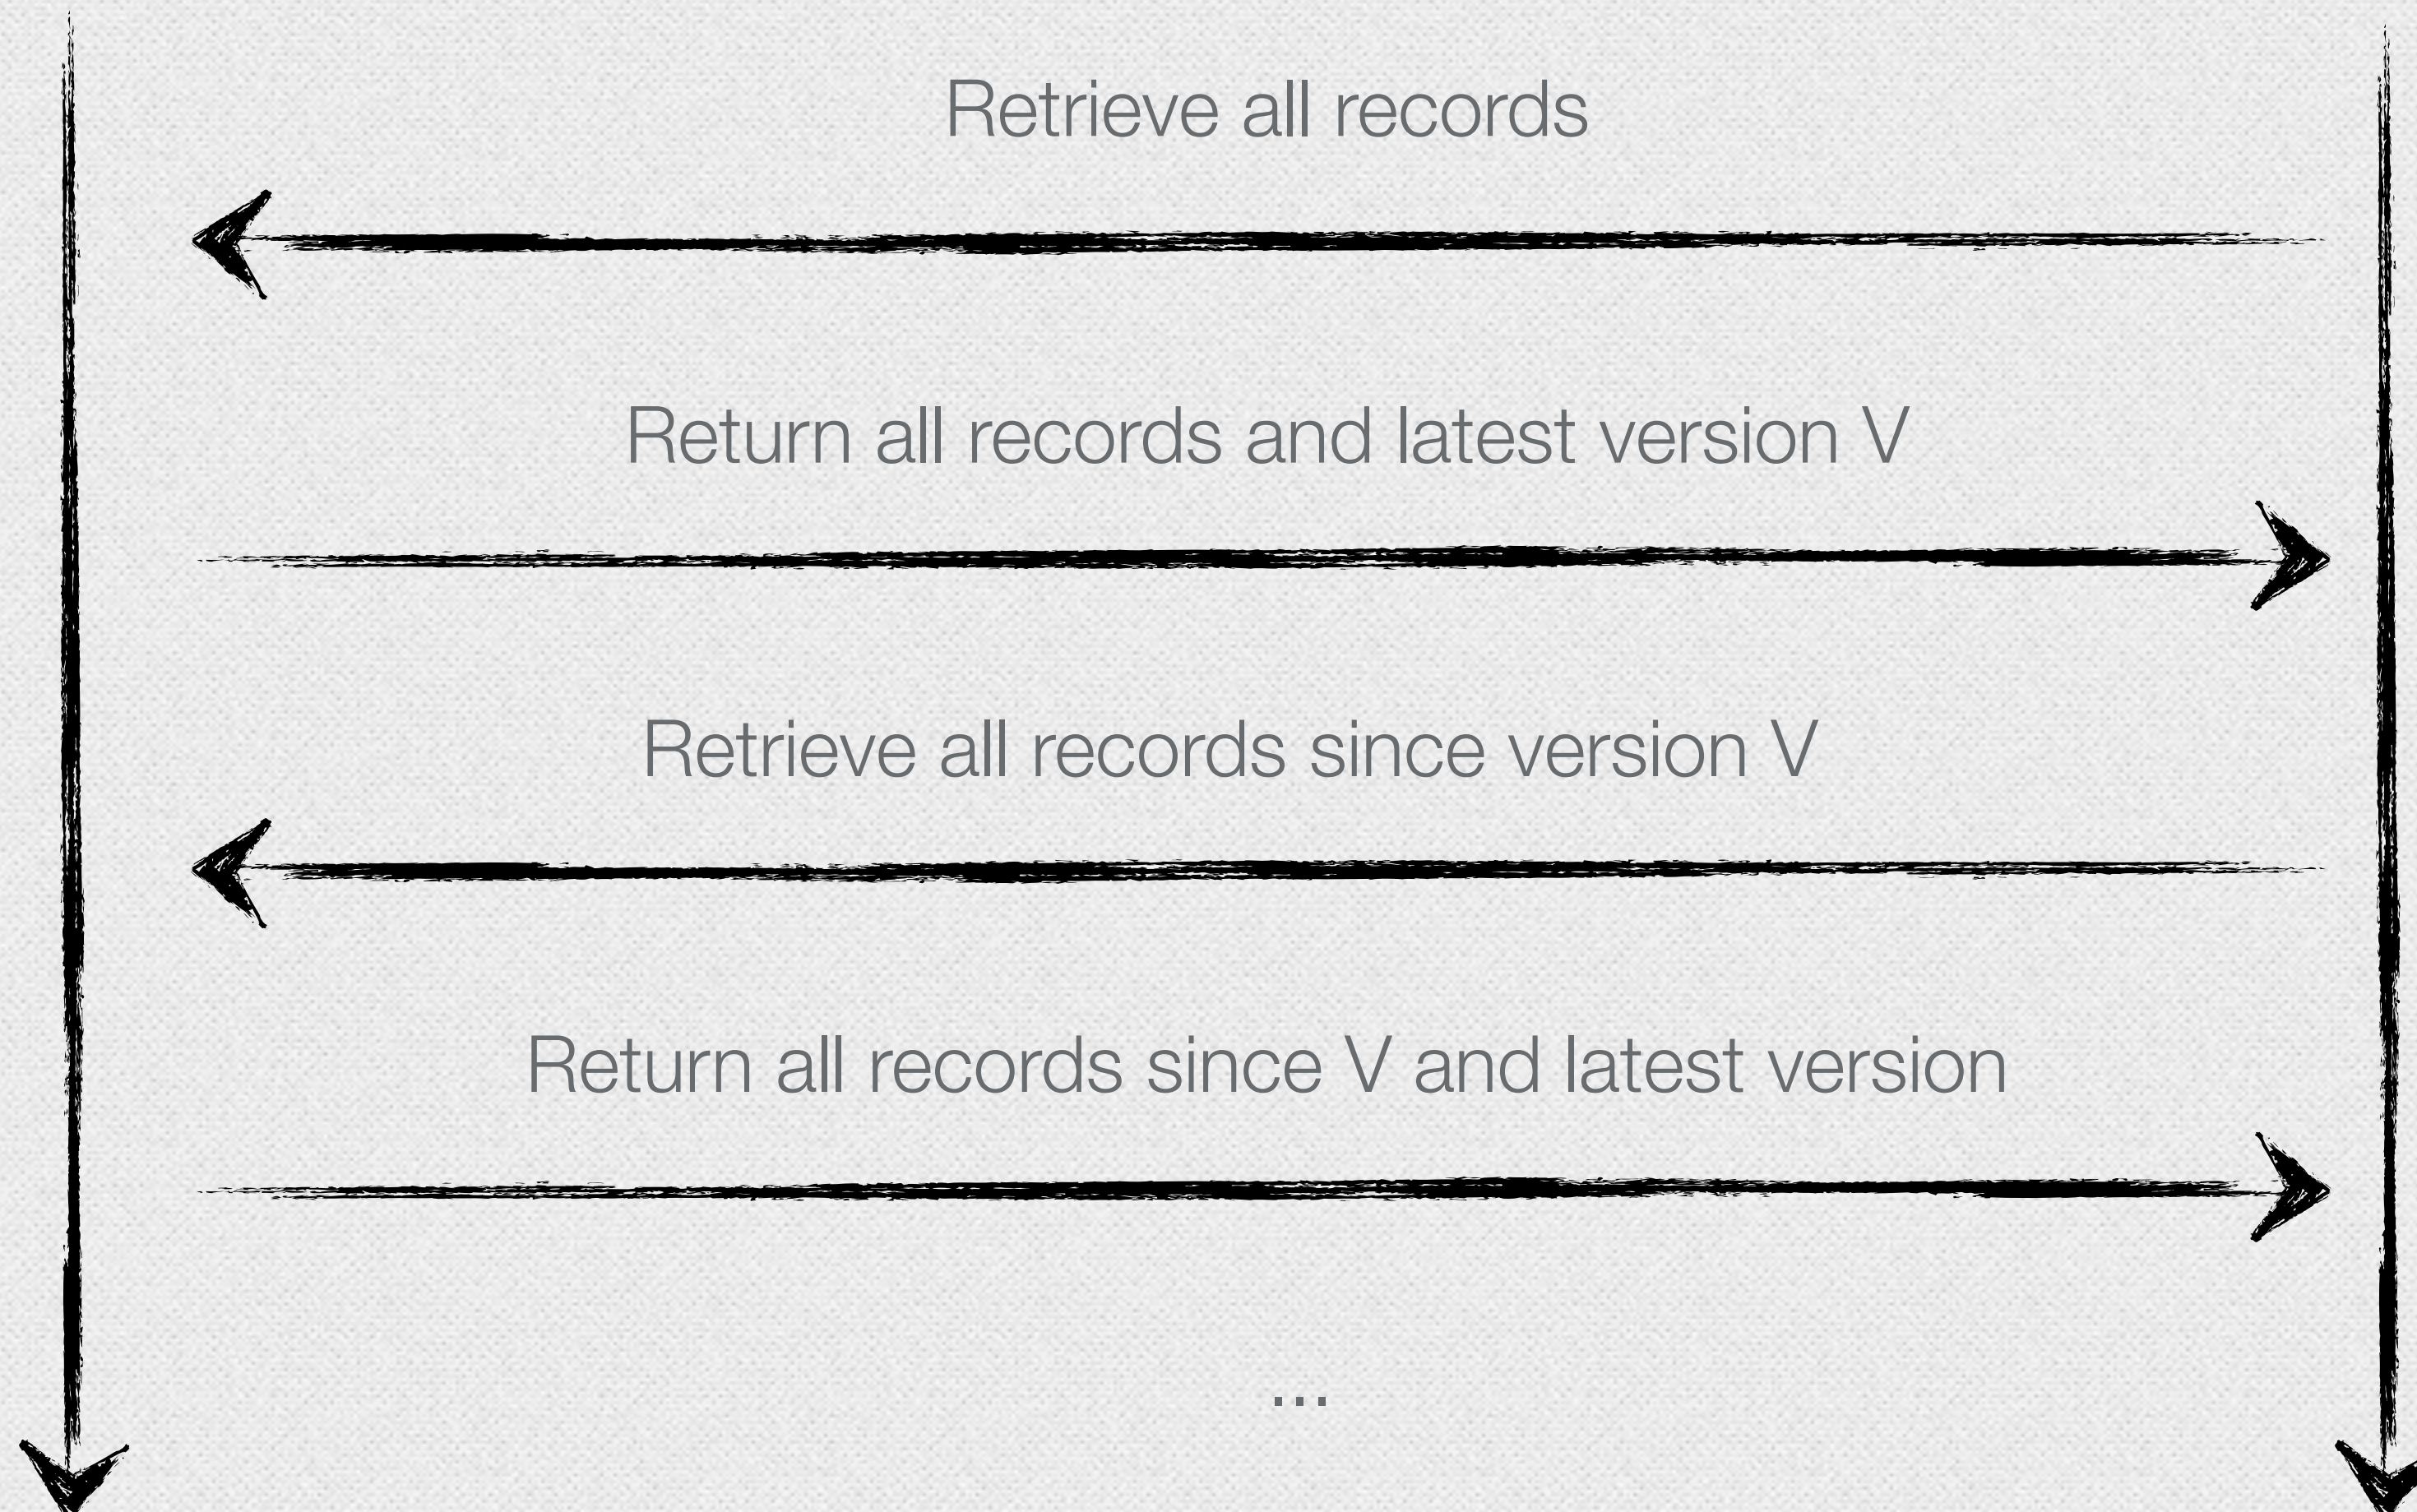 Retrieve all records
Return all records and latest version V
Retrieve all records since version V
Return all records since V and latest version
...